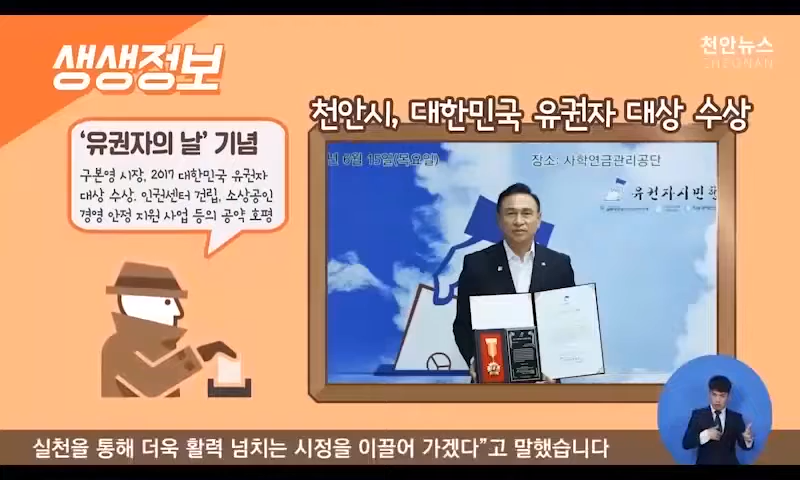 생생정보
천안뉴스
CHEONAN
천안시, 대한민국 유권자 대상 수상
'유권자의 날' 기념
구본영 시장, 2017 대한민국 유권자
대상 수상. 인권센터 건립, 소상공인
경영 안정 지원 사업 등의 공약 호평
년 6월 15일(목요일)
장소: 사학연금관리공단
유권자시민행
실천을 통해 더욱 활력 넘치는 시정을 이끌어 가겠다"고 말했습니다